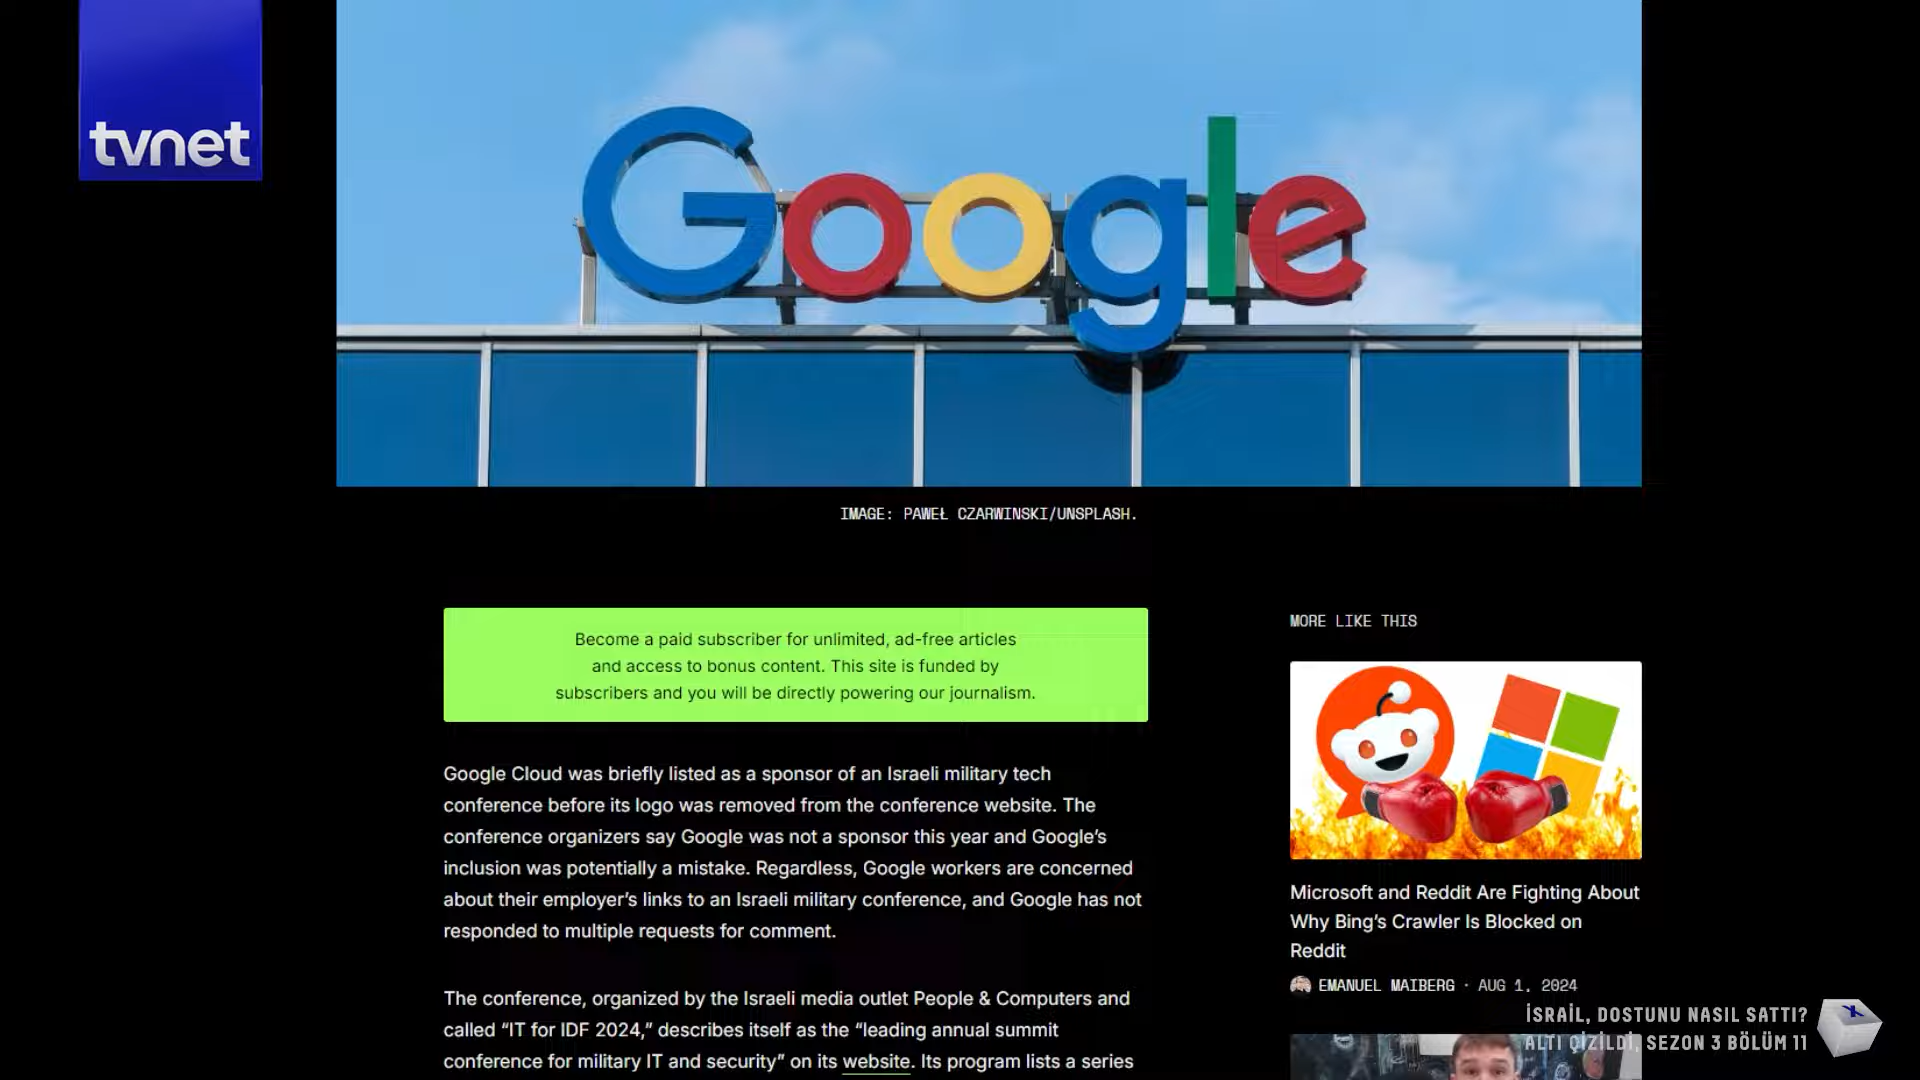 tvnet
Google
IMAGE: PAWEŁ CZARWINSKI/UNSPLASH.
Become a paid subscriber for unlimited, ad-free articles
and access to bonus content. This site is funded by
subscribers and you will be directly powering our journalism.
Google Cloud was briefly listed as a sponsor of an Israeli military tech
conference before its logo was removed from the conference website. The
conference organizers say Google was not a sponsor this year and Google's
inclusion was potentially a mistake. Regardless, Google workers are concerned
about their employer's links to an Israeli military conference, and Google has not
responded to multiple requests for comment.
The conference, organized by the Israeli media outlet People & Computers and
called “IT for IDF 2024,” describes itself as the “leading annual summit
conference for military IT and security” on its website. Its program lists a series
MORE LIKE THIS
Microsoft and Reddit Are Fighting About
Why Bing's Crawler Is Blocked on
Reddit
EMANUEL MAIBERG · AUG 1, 2024
İSRAİL, DOSTUNU NASIL SATTI?
ALTI ÇİZİLDİ, SEZON 3 BÖLÜM 11